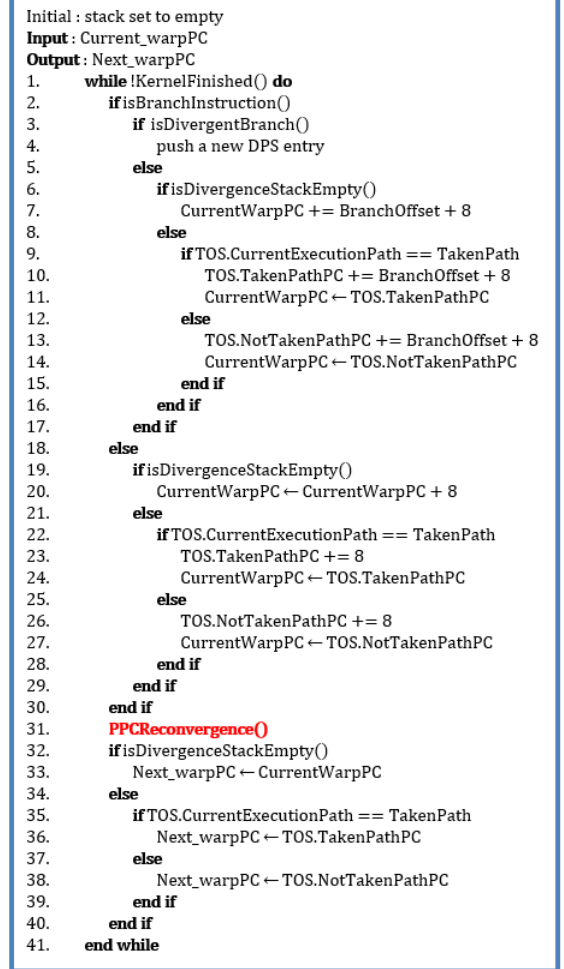 Initial : stack set to empty
Input : Current_warpPC
Output : Next_warpPC
1. while !KernelFinished() do
2. if isBranchInstruction()
3. if isDivergentBranch()
4. push a new DPS entry
5. else
6. if isDivergenceStackEmpty()
7. CurrentWarpPC += BranchOffset + 8
8. else
9. if TOS.CurrentExecutionPath == TakenPath
10. TOS.TakenPathPC += BranchOffset + 8
11. CurrentWarpPC ← TOS.TakenPathPC
12. else
13. TOS.NotTakenPathPC += BranchOffset + 8
14. CurrentWarpPC ← TOS.NotTakenPathPC
15. end if
16. end if
17. end if
18. else
19. if isDivergenceStackEmpty()
20. CurrentWarpPC ← CurrentWarpPC + 8
21. else
22. if TOS.CurrentExecutionPath == TakenPath
23. TOS.TakenPathPC += 8
24. CurrentWarpPC ← TOS.TakenPathPC
25. else
26. TOS.NotTakenPathPC += 8
27. CurrentWarpPC ← TOS.NotTakenPathPC
28. end if
29. end if
30. end if
31. PPCReconvergence()
32. if isDivergenceStackEmpty()
33. Next_warpPC ← CurrentWarpPC
34. else
35. if TOS.CurrentExecutionPath == TakenPath
36. Next_warpPC ← TOS.TakenPathPC
37. else
38. Next_warpPC ← TOS.NotTakenPathPC
39. end if
40. end if
41. end while